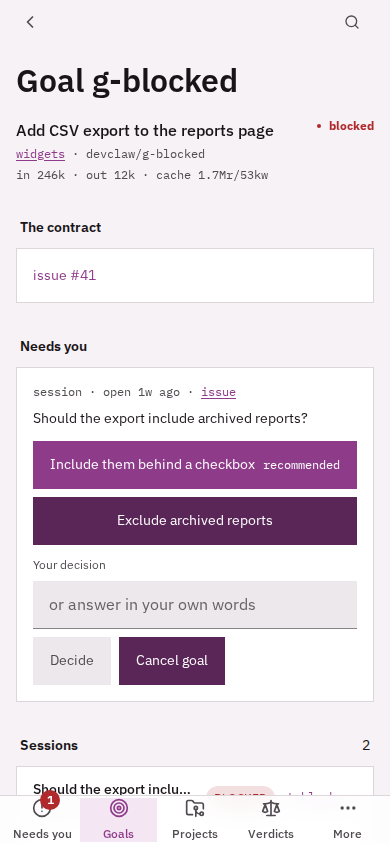 Goal g-blocked
Add CSV export to the reports page
• blocked
widgets · devclaw/g-blocked
in 246k · out 12k · cache 1.7Mr/53kw
The contract
issue #41
Needs you
session · open 1w ago · issue
Should the export include archived reports?
Include them behind a checkbox recommended
Exclude archived reports
Your decision
or answer in your own words
Decide Cancel goal
Sessions 2
Should the export inclu...
1
Needs you Goals Projects Verdicts More